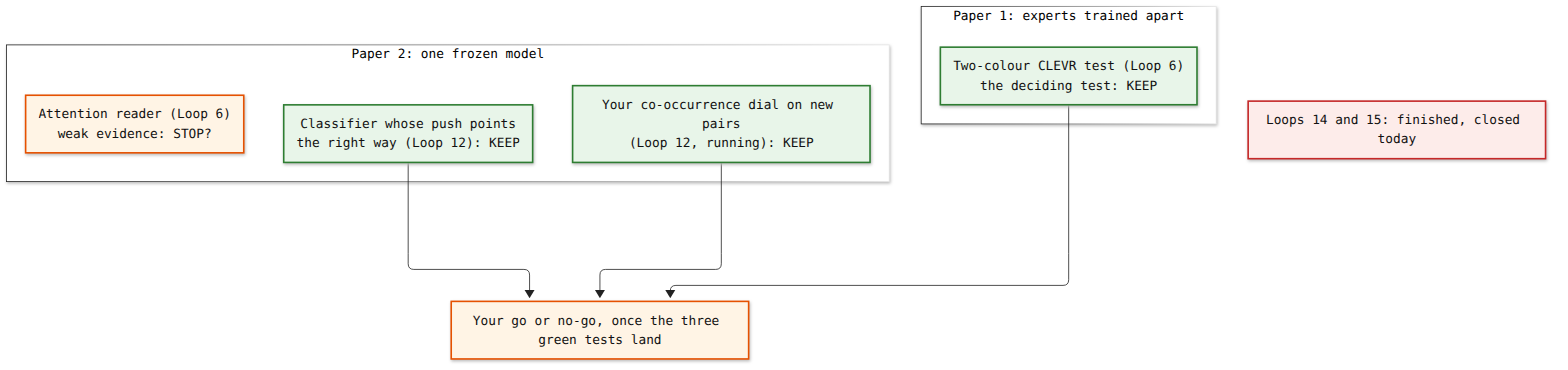 Paper 1: experts trained apart
Two-colour CLEVR test (Loop 6)
the deciding test: KEEP
Paper 2: one frozen model
Attention reader (Loop 6)
weak evidence: STOP?
Classifier whose push points
the right way (Loop 12): KEEP
Your co-occurrence dial on new
pairs
(Loop 12, running): KEEP
Loops 14 and 15: finished, closed
today
Your go or no-go, once the three
green tests land